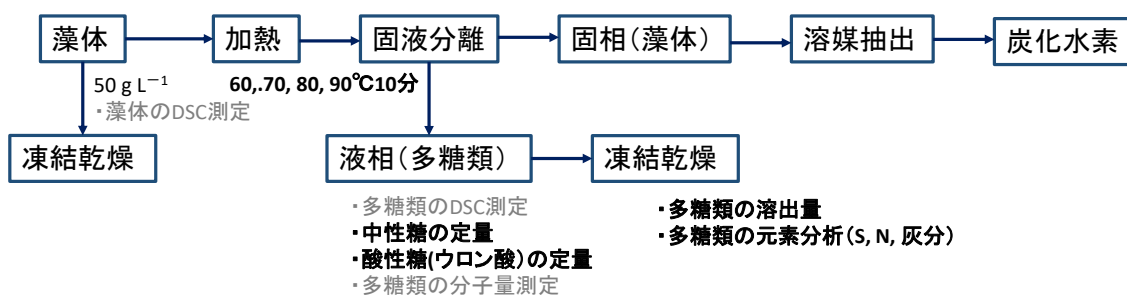 藻体
加熱
固液分離
固相（藻体）
溶媒抽出
炭化水素
50 g L⁻¹
60,.70, 80, 90℃10分
・藻体のDSC測定
凍結乾燥
液相（多糖類）
凍結乾燥
・多糖類のDSC測定
・中性糖の定量
・酸性糖(ウロン酸）の定量
・多糖類の分子量測定
・多糖類の溶出量
・多糖類の元素分析（S, N, 灰分）